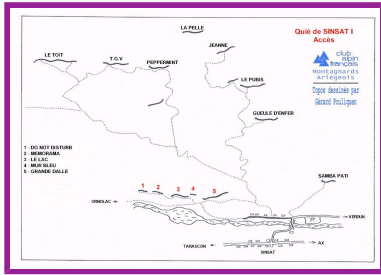 LA PELLE
Quié de SINSAT I
Accès
JEANNE
LE TOIT
T.G.V
PEPPERMINT
club
alpin
français
Montagnards
Ariégeois
LE PUBIS
Topos dessinés par
Gérard Pouligen
GUEULE D'ENFER
1 - DO NOT DISTURB
2 - MEMORAMA
3 - LE LAC
4 - MUR BLEU
5 - GRANDE DALLE
SAMBA PATI
1 2 3 4 5
ORNOLAC
P
VERDUN
TARASCON
AX
SINSAT